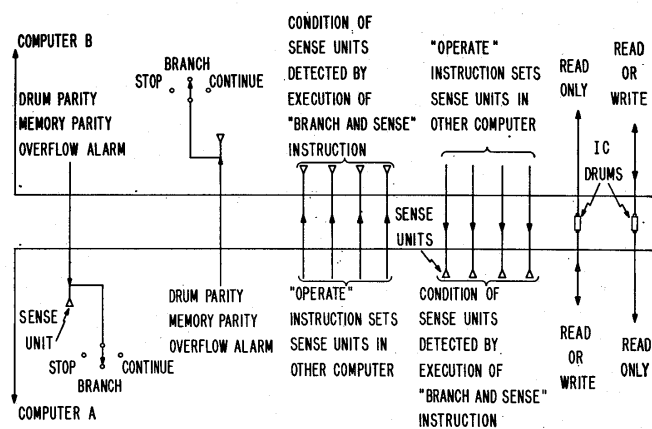 COMPUTER B
DRUM PARITY
MEMORY PARITY
OVERFLOW ALARM
BRANCH
STOP CONTINUE
CONDITION OF
SENSE UNITS
DETECTED BY
EXECUTION OF
"BRANCH AND SENSE"
INSTRUCTION
"OPERATE"
INSTRUCTION SETS
SENSE UNITS IN
OTHER COMPUTER
READ
ONLY
READ
OR
WRITE
IC
DRUMS
SENSE
UNITS
SENSE
UNIT
STOP CONTINUE
BRANCH
COMPUTER A
DRUM PARITY
MEMORY PARITY
OVERFLOW ALARM
"OPERATE"
INSTRUCTION SETS
SENSE UNITS IN
OTHER COMPUTER
CONDITION OF
SENSE UNITS
DETECTED BY
EXECUTION OF
"BRANCH AND SENSE"
INSTRUCTION
READ
OR
WRITE
READ
ONLY